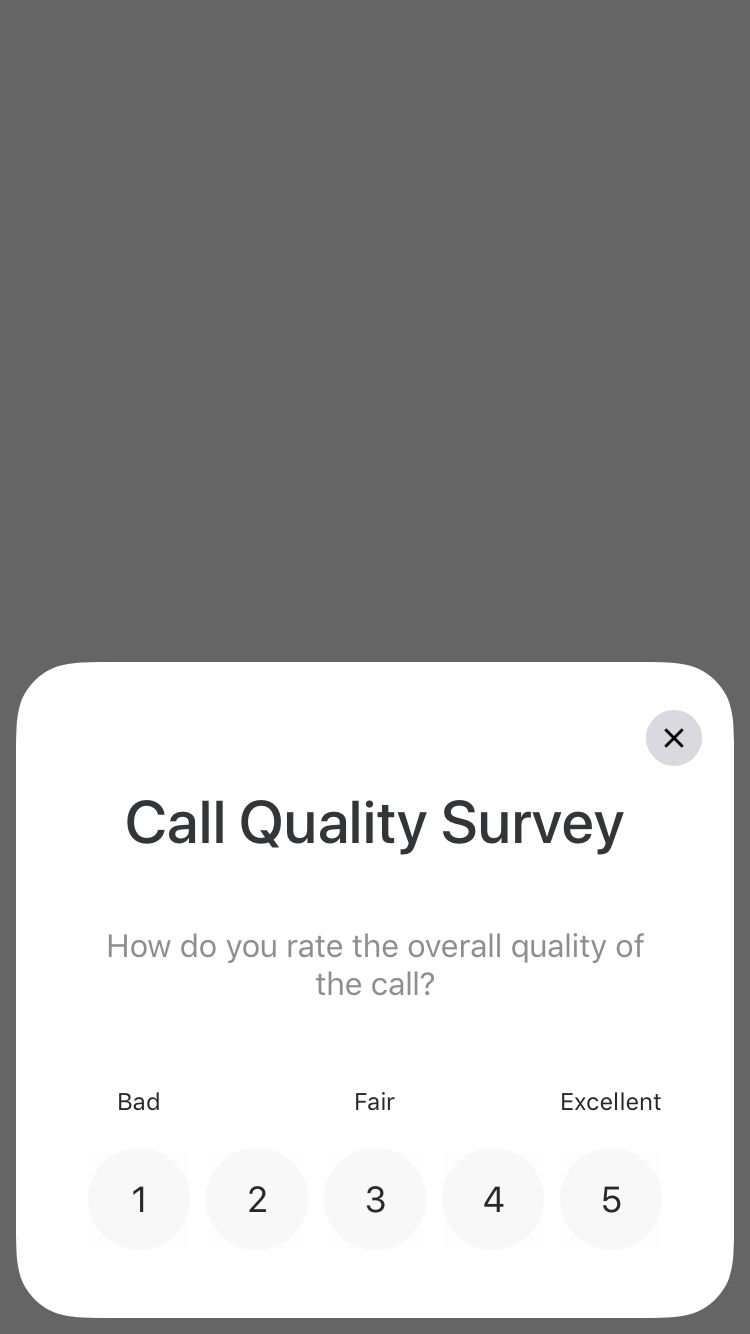 Call Quality Survey
How do you rate the overall quality of
the call?
Bad Fair Excellent
1 2 3 4 5